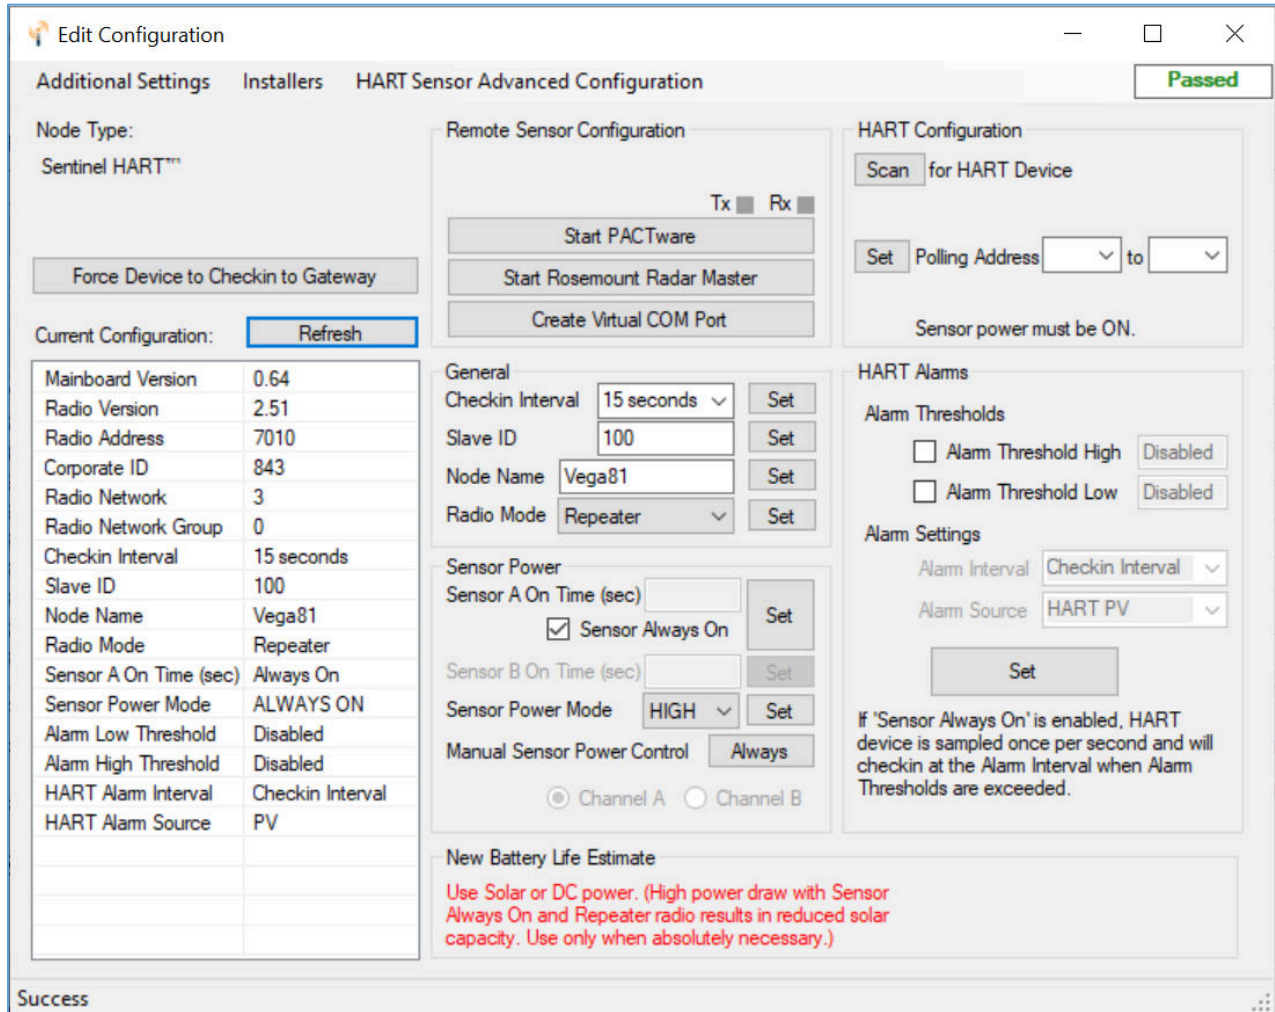 Edit Configuration
Additional Settings Installers HART Sensor Advanced Configuration Passed
Node Type:
Sentinel HART™
Force Device to Checkin to Gateway
Current Configuration: Refresh
Mainboard Version 0.64
Radio Version 2.51
Radio Address 7010
Corporate ID 843
Radio Network 3
Radio Network Group 0
Checkin Interval 15 seconds
Slave ID 100
Node Name Vega81
Radio Mode Repeater
Sensor A On Time (sec) Always On
Sensor Power Mode ALWAYS ON
Alarm Low Threshold Disabled
Alarm High Threshold Disabled
HART Alarm Interval Checkin Interval
HART Alarm Source PV
Remote Sensor Configuration
Tx Rx
Start PACTware
Start Rosemount Radar Master
Create Virtual COM Port
General
Checkin Interval 15 seconds Set
Slave ID 100 Set
Node Name Vega81 Set
Radio Mode Repeater Set
Sensor Power
Sensor A On Time (sec)
Sensor Always On
Set
Sensor B On Time (sec) Set
Sensor Power Mode HIGH Set
Manual Sensor Power Control Always
Channel A Channel B
HART Configuration
Scan for HART Device
Set Polling Address to
Sensor power must be ON.
HART Alarms
Alarm Thresholds
Alarm Threshold High Disabled
Alarm Threshold Low Disabled
Alarm Settings
Alarm Interval Checkin Interval
Alarm Source HART PV
Set
If 'Sensor Always On' is enabled, HART
device is sampled once per second and will
checkin at the Alarm Interval when Alarm
Thresholds are exceeded.
New Battery Life Estimate
Use Solar or DC power. (High power draw with Sensor
Always On and Repeater radio results in reduced solar
capacity. Use only when absolutely necessary.)
Success